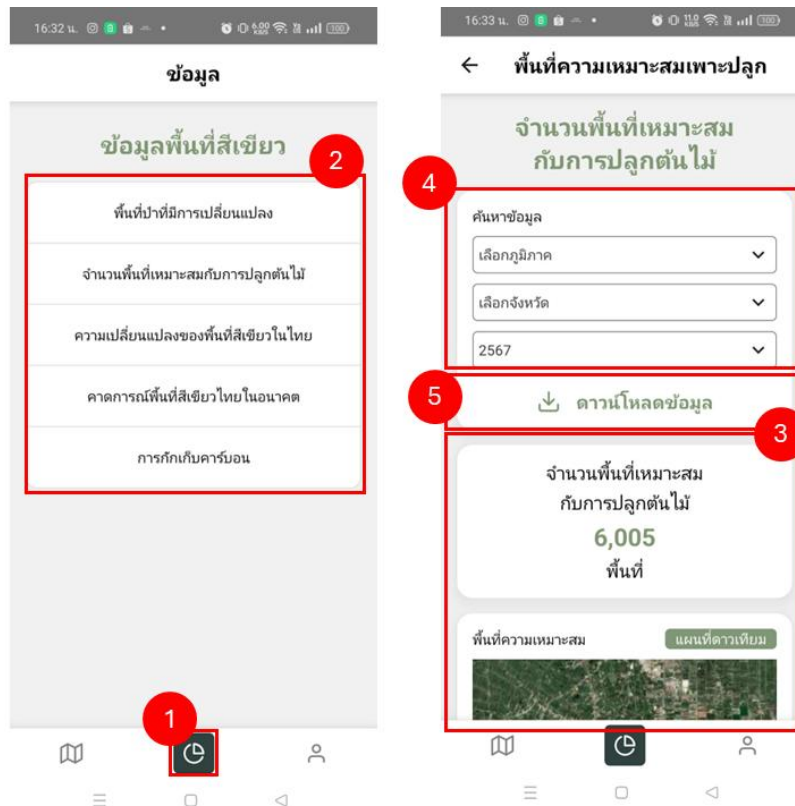 16:32 น.
6.00
KB/S
100
ข้อมูล
ข้อมูลพื้นที่สีเขียว
2
พื้นที่ป่าที่มีการเปลี่ยนแปลง
จำนวนพื้นที่เหมาะสมกับการปลูกต้นไม้
ความเปลี่ยนแปลงของพื้นที่สีเขียวในไทย
คาดการณ์พื้นที่สีเขียวไทยในอนาคต
การกักเก็บคาร์บอน
1
16:33 น.
11.0
KB/S
100
พื้นที่ความเหมาะสมเพาะปลูก
จำนวนพื้นที่เหมาะสม
กับการปลูกต้นไม้
4
ค้นหาข้อมูล
เลือกภูมิภาค
เลือกจังหวัด
2567
5
ดาวน์โหลดข้อมูล
3
จำนวนพื้นที่เหมาะสม
กับการปลูกต้นไม้
6,005
พื้นที่
พื้นที่ความเหมาะสม
แผนที่ดาวเทียม